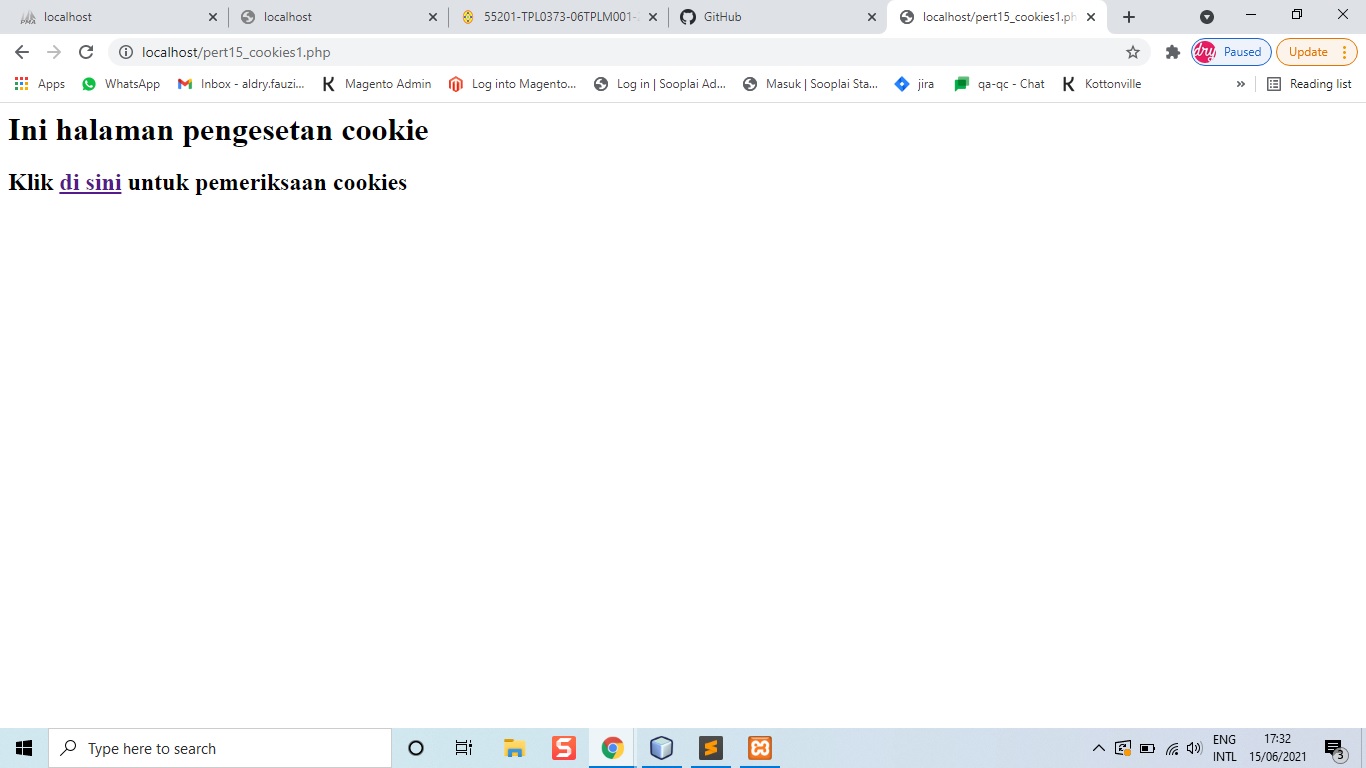 localhost
localhost
55201-TPL0373-06TPLM001-
GitHub
localhost/pert15_cookies1.ph
localhost/pert15_cookies1.php
dry
Paused
Update
Apps
WhatsApp
Inbox - aldry.fauzi...
Magento Admin
Log into Magento...
Log in | Sooplai Ad...
Masuk | Sooplai Sta...
jira
qa-qc - Chat
Kottonville
»
Reading list
Ini halaman pengesetan cookie
Klik di sini untuk pemeriksaan cookies
Type here to search
ENG
INTL
17:32
15/06/2021
3